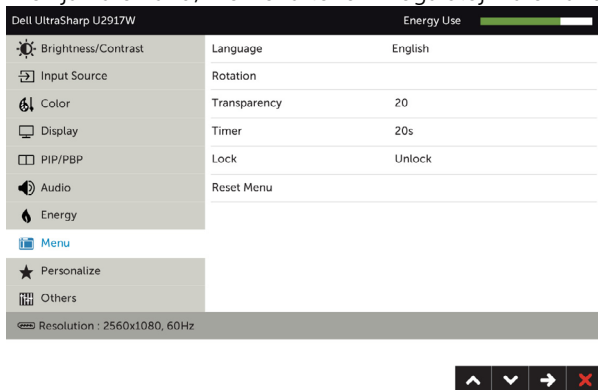 Dell UltraSharp U2917W Energy Use
Brightness/Contrast Language English
Input Source Rotation
Color Transparency 20
Display Timer 20s
PIP/PBP Lock Unlock
Audio Reset Menu
Energy
Menu
Personalize
Others
Resolution : 2560x1080, 60Hz